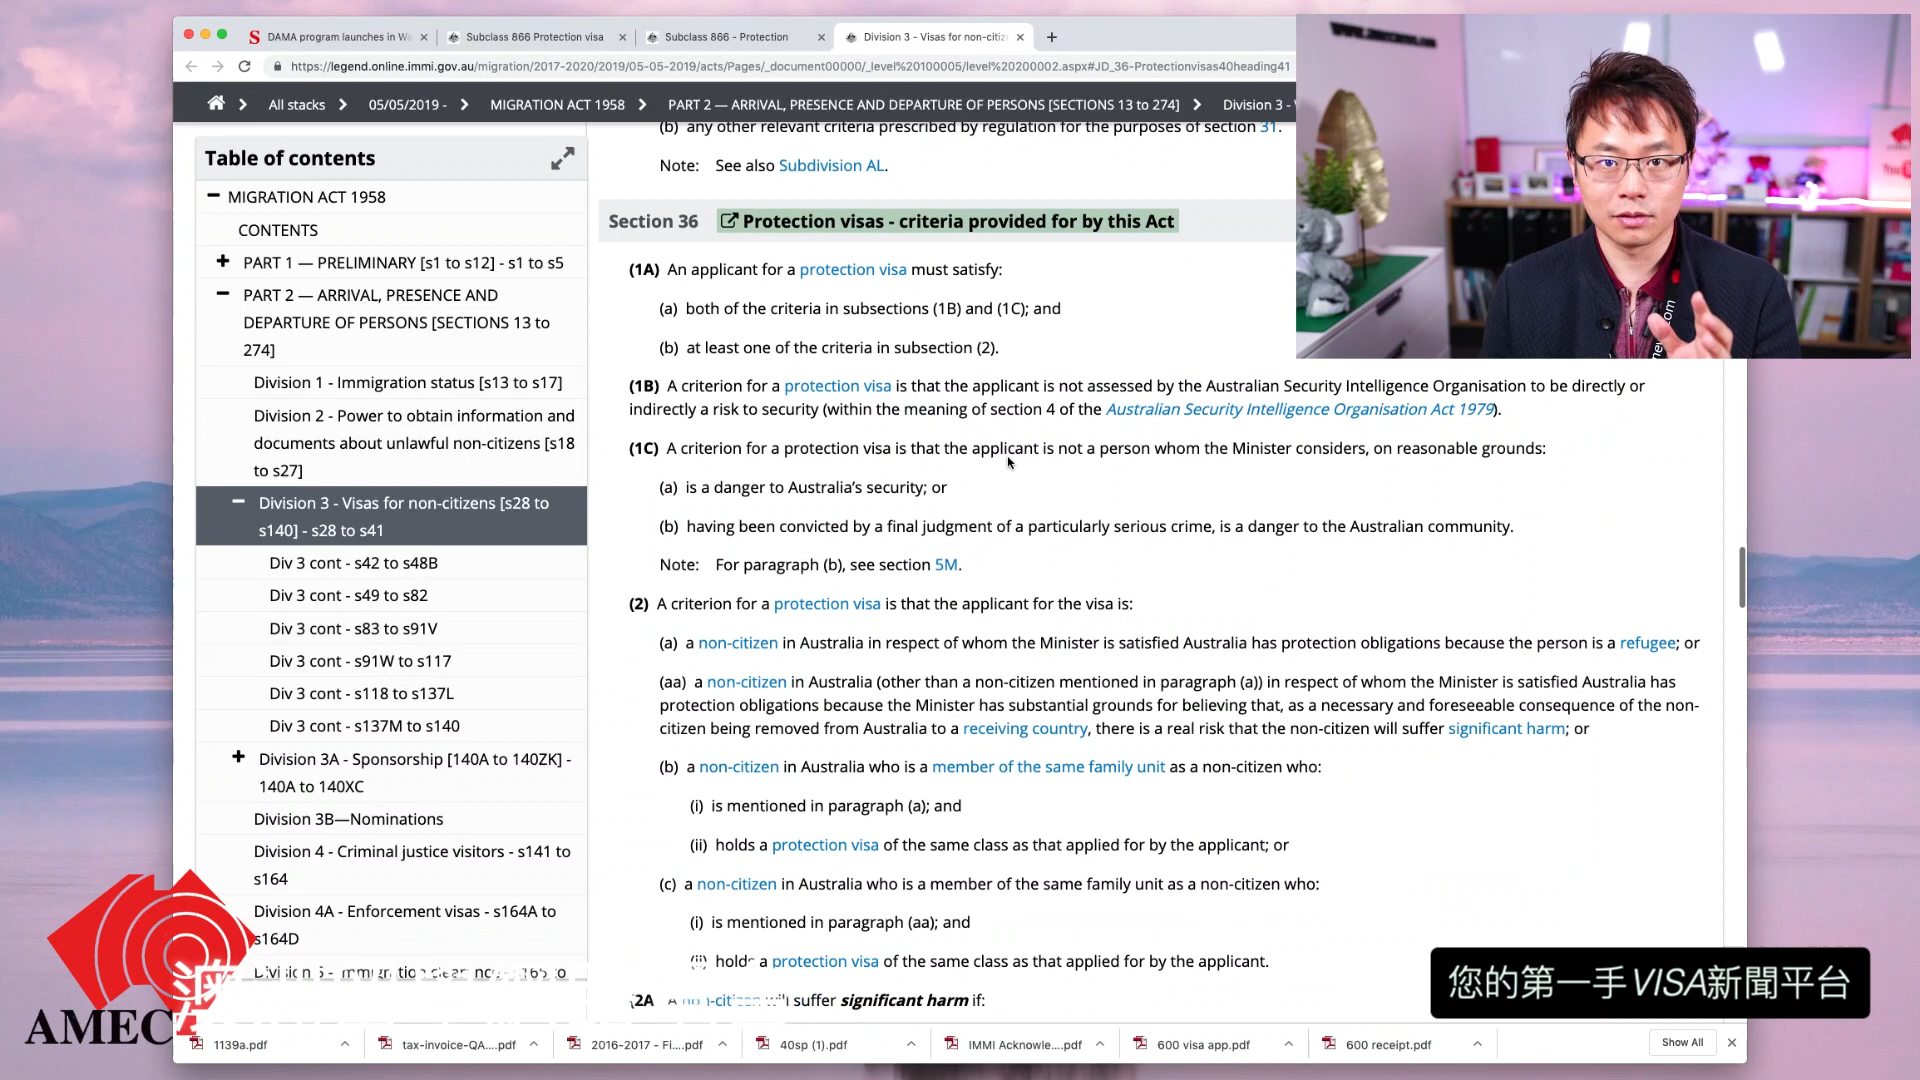 DAMA program launches in Wa
Subclass 866 Protection visa
Subclass 866 - Protection
Division 3 - Visas for non-citiz
https://legend.online.immi.gov.au/migration/2017-2020/2019/05-05-2019/acts/Pages/_document00000/_level%20100005/level%20200002.aspx#JD_36-Protectionvisas40heading41
All stacks
05/05/2019 -
MIGRATION ACT 1958
PART 2 — ARRIVAL, PRESENCE AND DEPARTURE OF PERSONS [SECTIONS 13 to 274]
Division 3 -
Table of contents
MIGRATION ACT 1958
CONTENTS
PART 1 — PRELIMINARY [s1 to s12] - s1 to s5
PART 2 — ARRIVAL, PRESENCE AND
DEPARTURE OF PERSONS [SECTIONS 13 to
274]
Division 1 - Immigration status [s13 to s17]
Division 2 - Power to obtain information and
documents about unlawful non-citizens [s18
to s27]
Division 3 - Visas for non-citizens [s28 to
s140] - s28 to s41
Div 3 cont - s42 to s48B
Div 3 cont - s49 to s82
Div 3 cont - s83 to s91V
Div 3 cont - s91W to s117
Div 3 cont - s118 to s137L
Div 3 cont - s137M to s140
Division 3A - Sponsorship [140A to 140ZK] -
140A to 140XC
Division 3B—Nominations
Division 4 - Criminal justice visitors - s141 to
s164
Division 4A - Enforcement visas - s164A to
s164D
(b) any other relevant criteria prescribed by regulation for the purposes of section 31.
Note: See also Subdivision AL.
Section 36 Protection visas - criteria provided for by this Act
(1A) An applicant for a protection visa must satisfy:
(a) both of the criteria in subsections (1B) and (1C); and
(b) at least one of the criteria in subsection (2).
(1B) A criterion for a protection visa is that the applicant is not assessed by the Australian Security Intelligence Organisation to be directly or
indirectly a risk to security (within the meaning of section 4 of the Australian Security Intelligence Organisation Act 1979).
(1C) A criterion for a protection visa is that the applicant is not a person whom the Minister considers, on reasonable grounds:
(a) is a danger to Australia's security; or
(b) having been convicted by a final judgment of a particularly serious crime, is a danger to the Australian community.
Note: For paragraph (b), see section 5M.
(2) A criterion for a protection visa is that the applicant for the visa is:
(a) a non-citizen in Australia in respect of whom the Minister is satisfied Australia has protection obligations because the person is a refugee; or
(aa) a non-citizen in Australia (other than a non-citizen mentioned in paragraph (a)) in respect of whom the Minister is satisfied Australia has
protection obligations because the Minister has substantial grounds for believing that, as a necessary and foreseeable consequence of the non-
citizen being removed from Australia to a receiving country, there is a real risk that the non-citizen will suffer significant harm; or
(b) a non-citizen in Australia who is a member of the same family unit as a non-citizen who:
(i) is mentioned in paragraph (a); and
(ii) holds a protection visa of the same class as that applied for by the applicant; or
(c) a non-citizen in Australia who is a member of the same family unit as a non-citizen who:
(i) is mentioned in paragraph (aa); and
(ii) holds a protection visa of the same class as that applied for by the applicant.
(2A A non-citizen will suffer significant harm if:
您的第一手VISA新聞平台
AMEC
1139a.pdf
tax-invoice-QA....pdf
2016-2017 - Fi....pdf
40sp (1).pdf
IMMI Acknowle....pdf
600 visa app.pdf
600 receipt.pdf
Show All